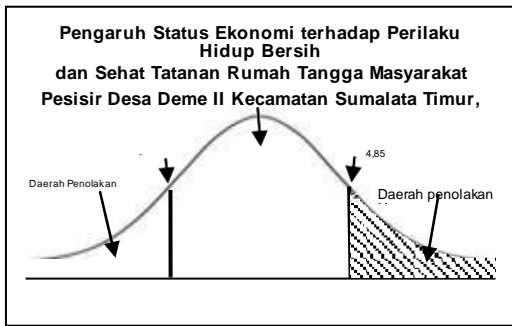 Pengaruh Status Ekonomi terhadap Perilaku
Hidup Bersih
dan Sehat Tatanan Rumah Tangga Masyarakat
Pesisir Desa Deme II Kecamatan Sumalata Timur,
4,85
Daerah Penolakan
Daerah penolakan